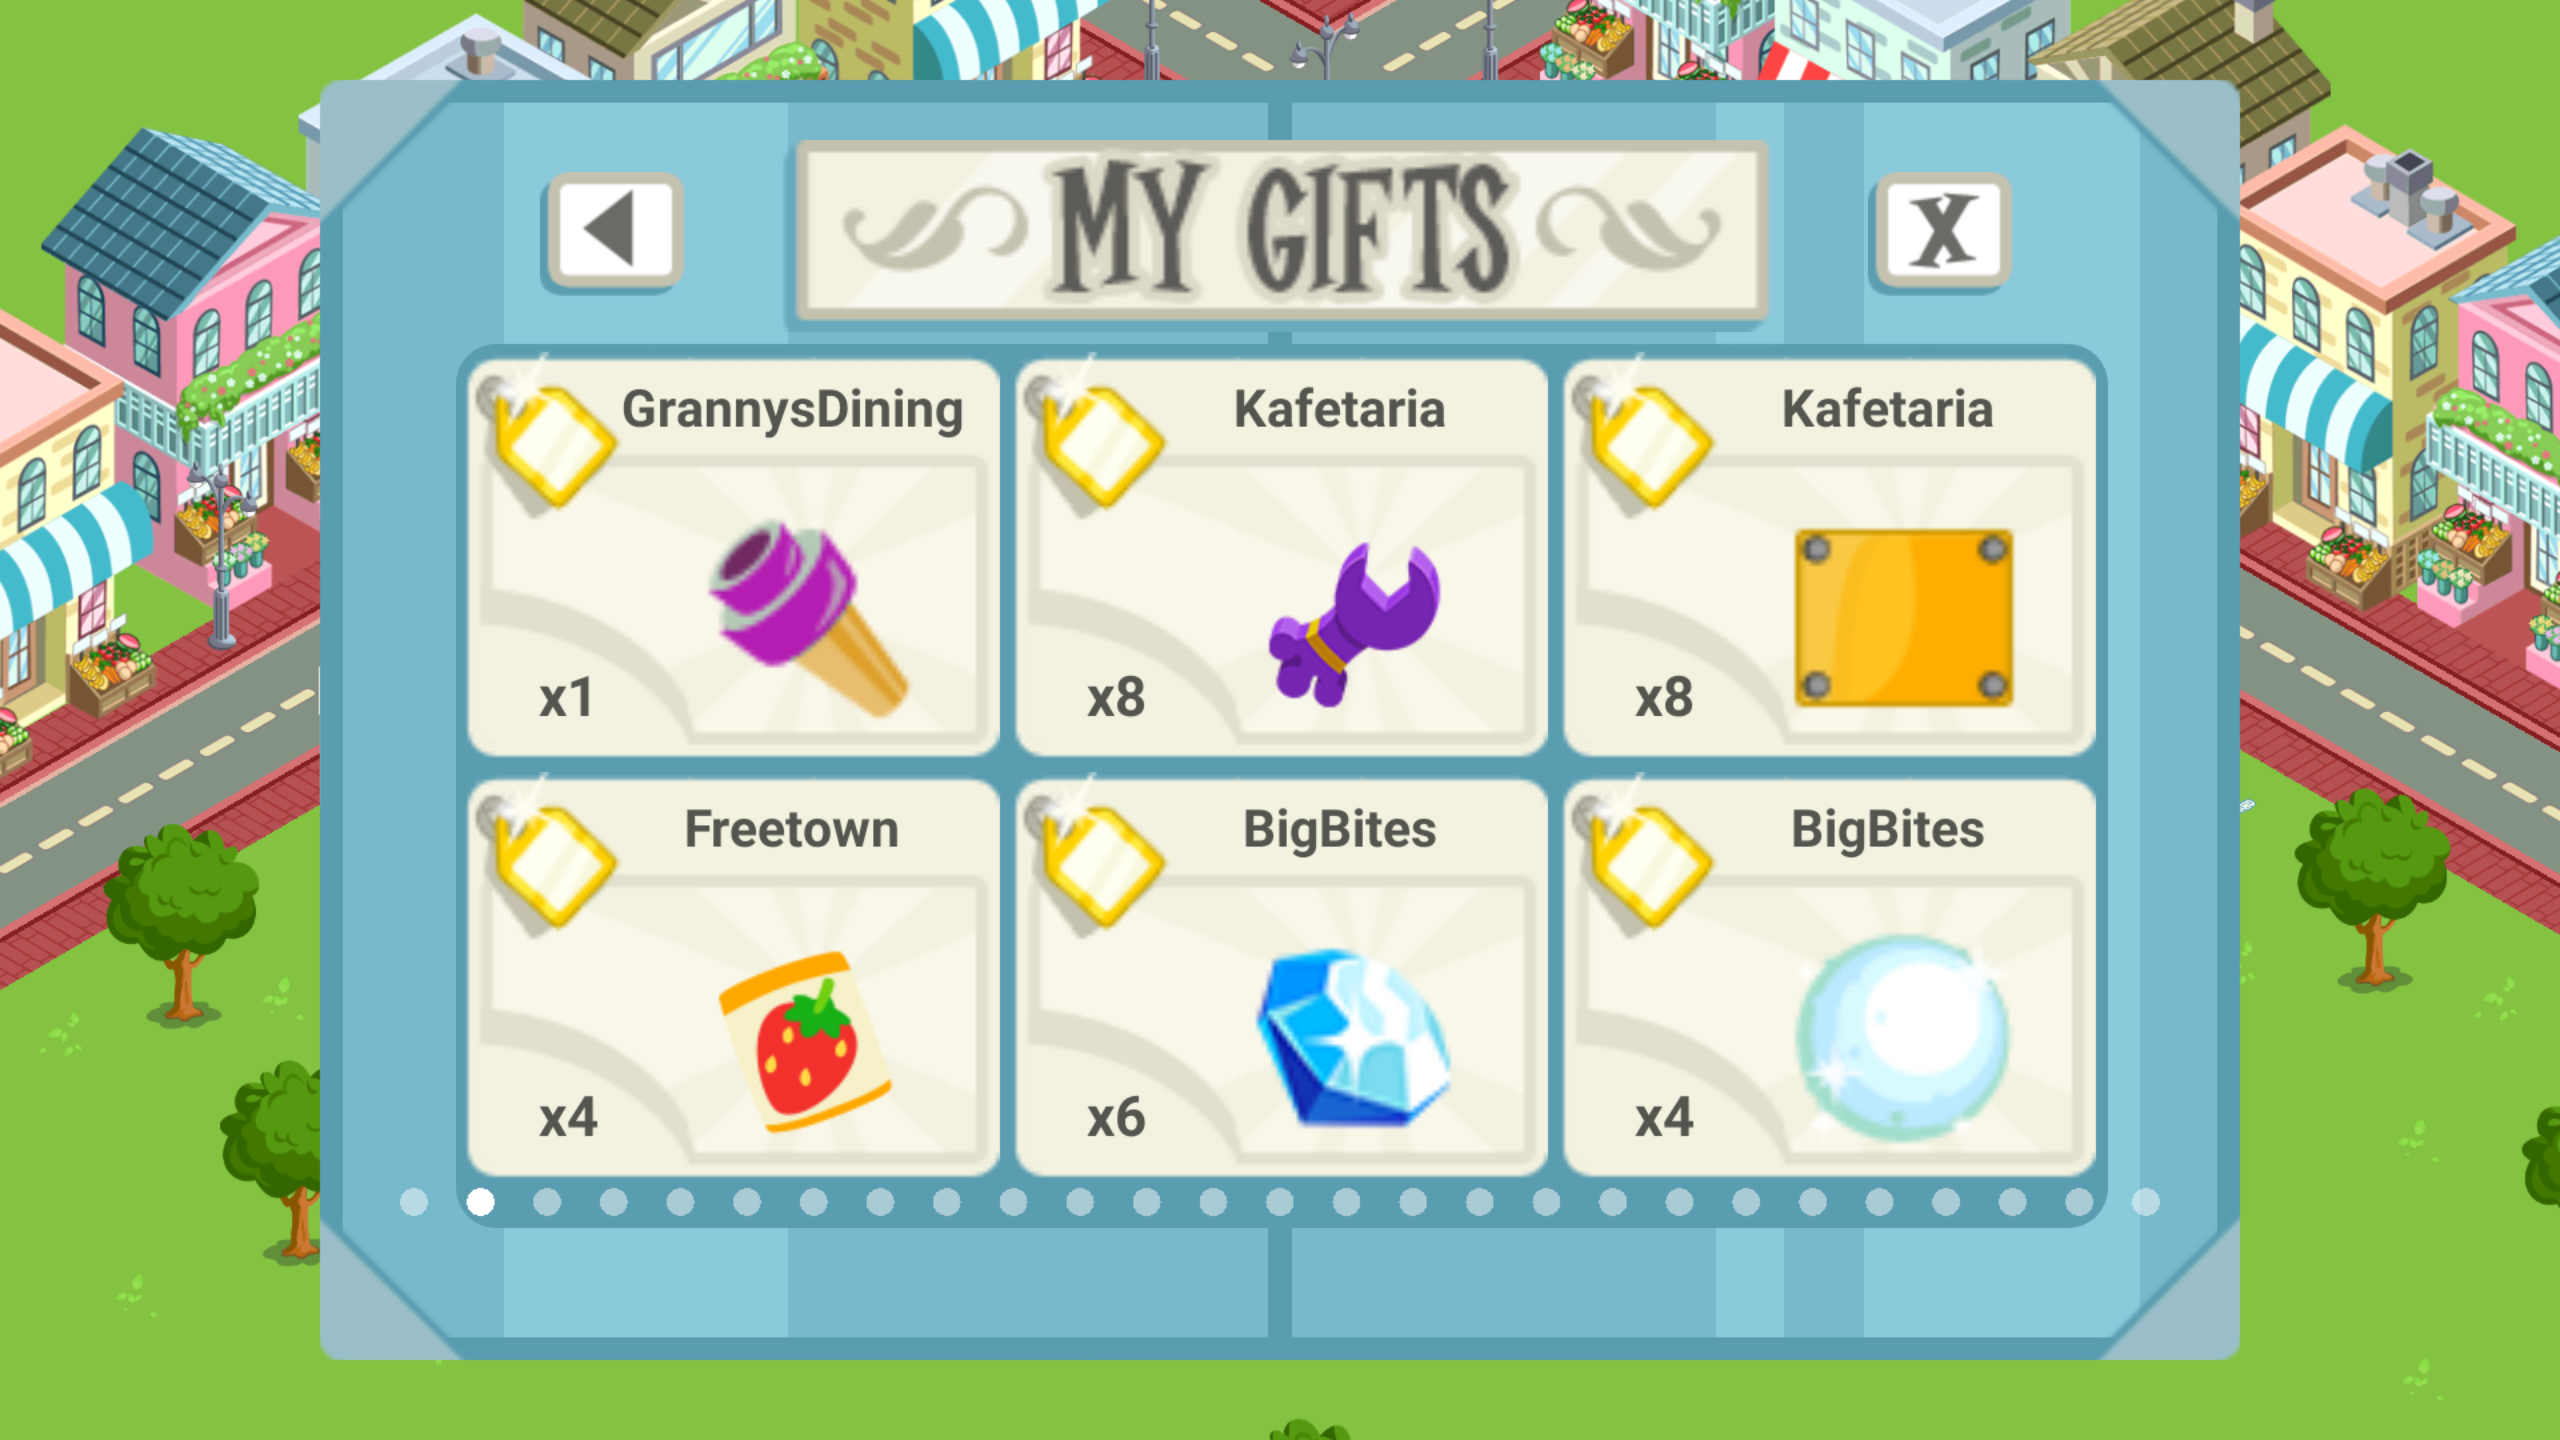 MY GIFTS
X
GrannysDining
x1
Kafetaria
x8
Kafetaria
x8
Freetown
x4
BigBites
x6
BigBites
x4